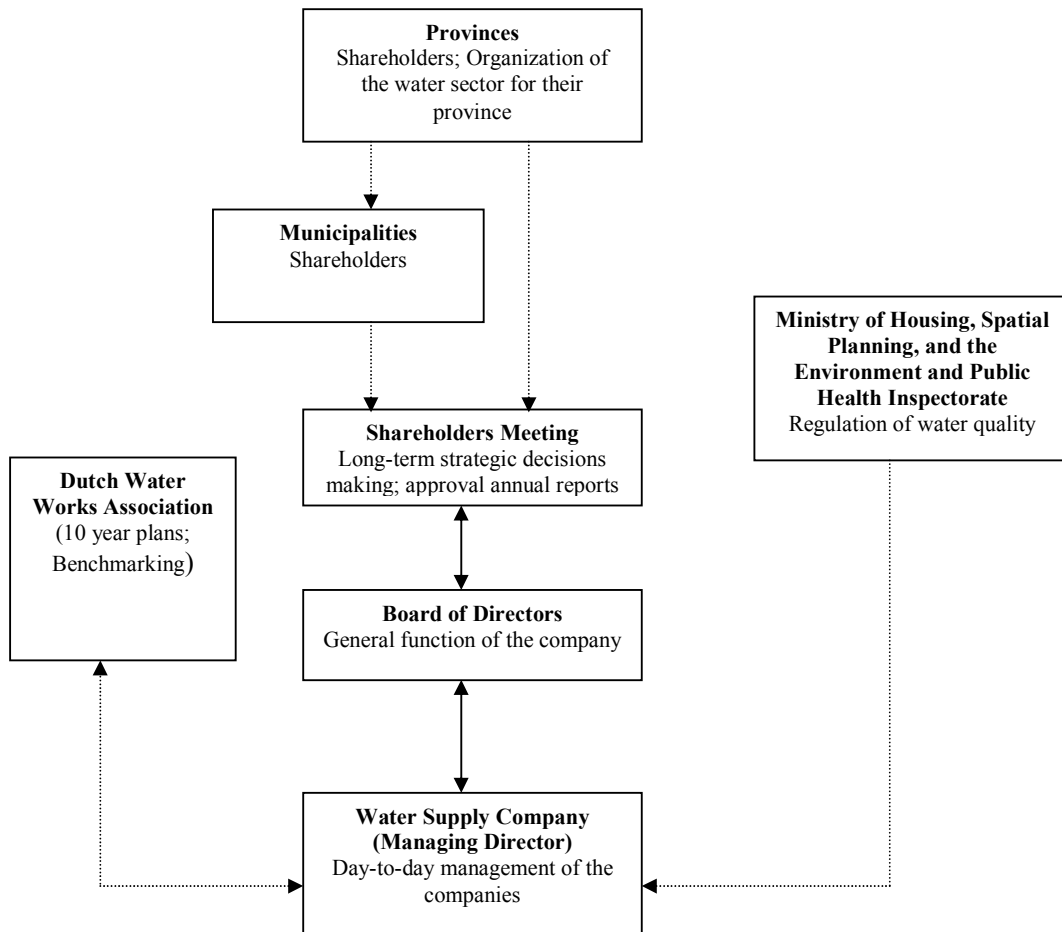 Provinces
Shareholders; Organization of
the water sector for their
province
Municipalities
Shareholders
Ministry of Housing, Spatial
Planning, and the
Environment and Public
Health Inspectorate
Regulation of water quality
Shareholders Meeting
Long-term strategic decisions
making; approval annual reports
Dutch Water
Works Association
(10 year plans;
Benchmarking)
Board of Directors
General function of the company
Water Supply Company
(Managing Director)
Day-to-day management of the
companies